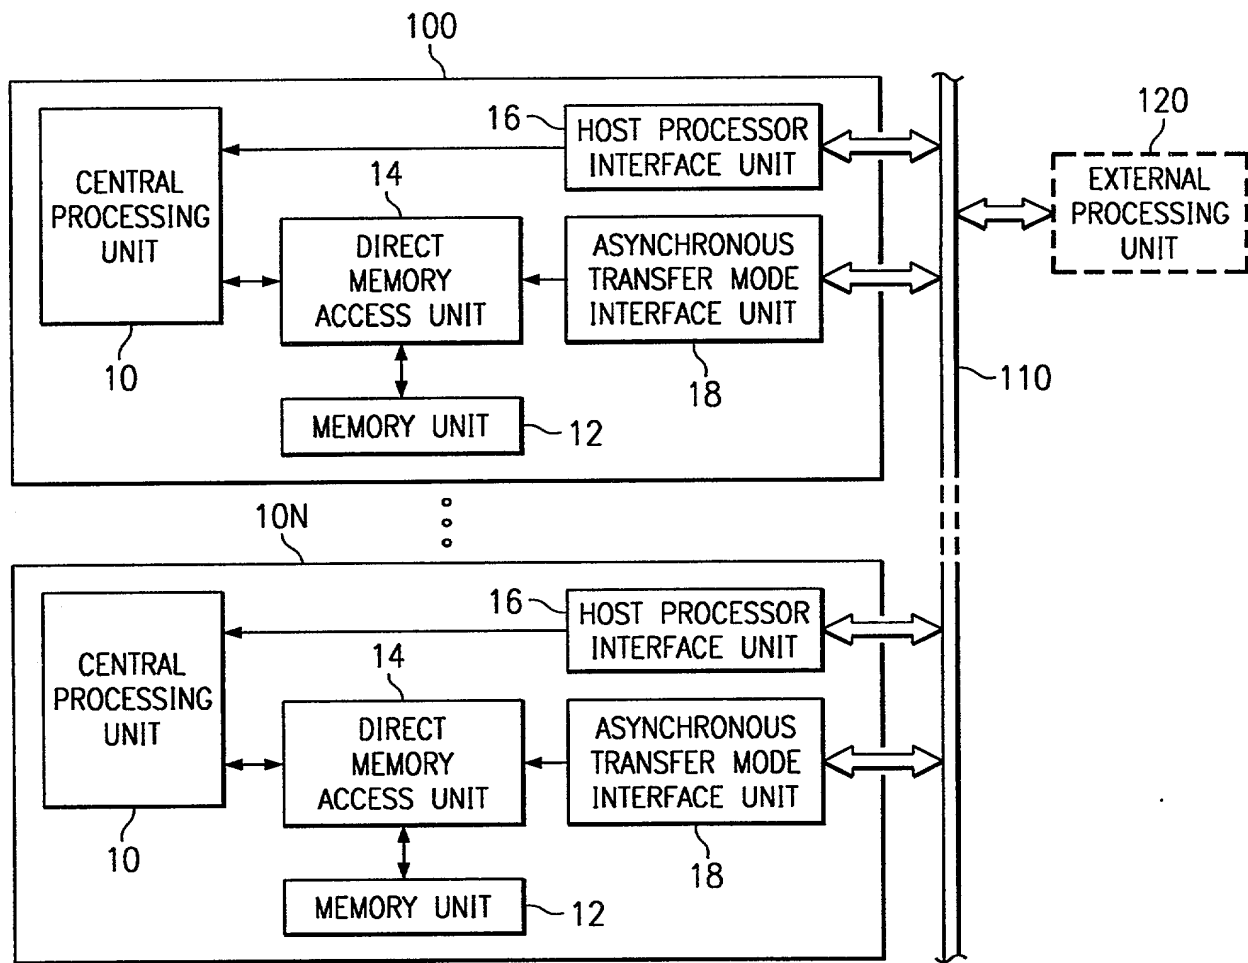 100
120
CENTRAL
PROCESSING
UNIT
10
16
HOST PROCESSOR
INTERFACE UNIT
14
DIRECT
MEMORY
ACCESS UNIT
ASYNCHRONOUS
TRANSFER MODE
INTERFACE UNIT
18
MEMORY UNIT
12
EXTERNAL
PROCESSING
UNIT
110
10N
CENTRAL
PROCESSING
UNIT
10
16
HOST PROCESSOR
INTERFACE UNIT
14
DIRECT
MEMORY
ACCESS UNIT
ASYNCHRONOUS
TRANSFER MODE
INTERFACE UNIT
18
MEMORY UNIT
12